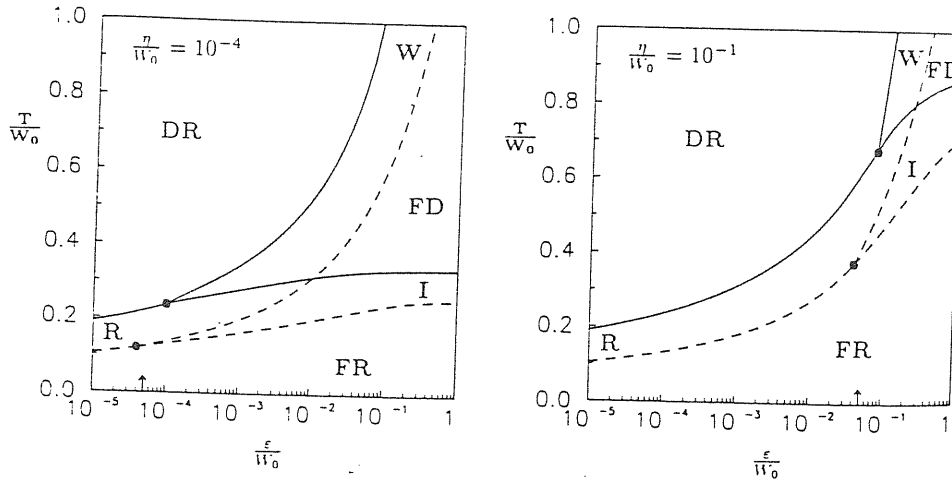 η/W₀ = 10⁻⁴
T/W₀
1.0
0.8
0.6
0.4
0.2
0.0
W
DR
FD
I
R
FR
10⁻⁵ 10⁻⁴ 10⁻³ 10⁻² 10⁻¹ 1
ε/W₀
η/W₀ = 10⁻¹
T/W₀
1.0
0.8
0.6
0.4
0.2
0.0
W
FD
DR
I
R
FR
10⁻⁵ 10⁻⁴ 10⁻³ 10⁻² 10⁻¹ 1
ε/W₀